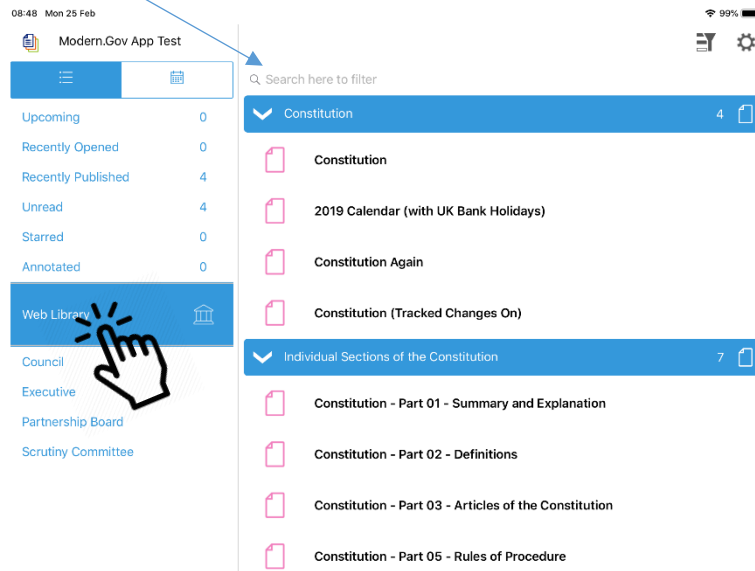 08:48 Mon 25 Feb
99%
Modern.Gov App Test
Upcoming 0
Recently Opened 0
Recently Published 4
Unread 4
Starred 0
Annotated 0
Web Library
Council
Executive
Partnership Board
Scrutiny Committee
Search here to filter
Constitution 4
Constitution
2019 Calendar (with UK Bank Holidays)
Constitution Again
Constitution (Tracked Changes On)
Individual Sections of the Constitution 7
Constitution - Part 01 - Summary and Explanation
Constitution - Part 02 - Definitions
Constitution - Part 03 - Articles of the Constitution
Constitution - Part 05 - Rules of Procedure